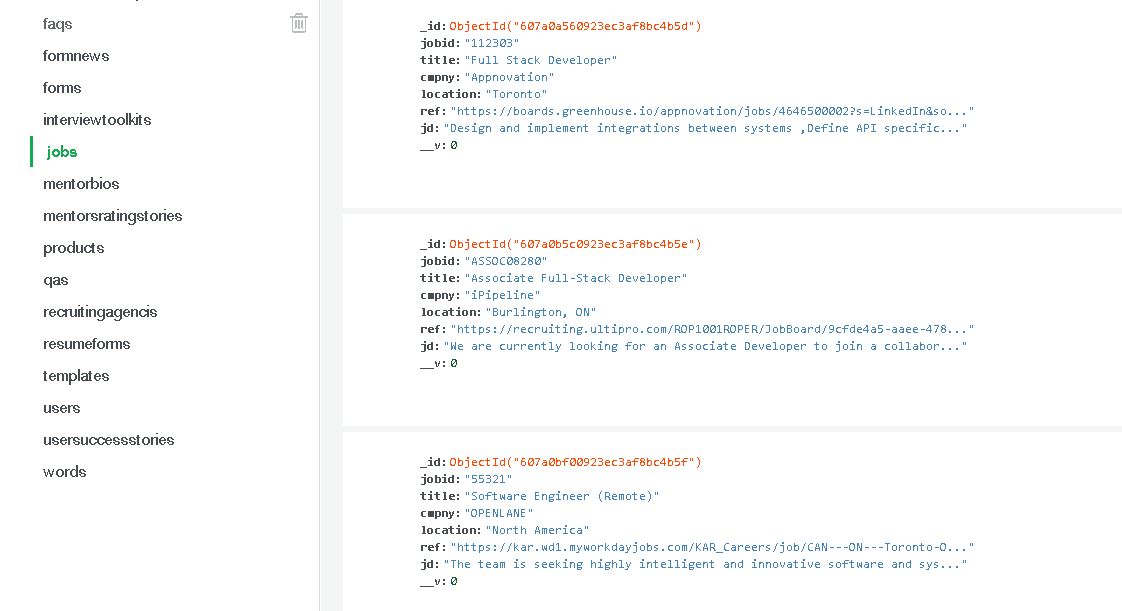 faqs
formnews
forms
interviewtoolkits
jobs
mentorbios
mentorsratingstories
products
qas
recruitingagencis
resumeforms
templates
users
usersuccessstories
words
_id: ObjectId("607a0a560923ec3af8bc4b5d")
jobid: "112303"
title: "Full Stack Developer"
cmpny: "Appnovation"
location: "Toronto"
ref: "https://boards.greenhouse.io/appnovation/jobs/4646500002?s=LinkedIn&so..."
jd: "Design and implement integrations between systems ,Define API specific..."
__v: 0
_id: ObjectId("607a0b5c0923ec3af8bc4b5e")
jobid: "ASSOC08280"
title: "Associate Full-Stack Developer"
cmpny: "iPipeline"
location: "Burlington, ON"
ref: "https://recruiting.ultipro.com/ROP1001ROPER/JobBoard/9cfde4a5-aaee-478..."
jd: "We are currently looking for an Associate Developer to join a collabor..."
__v: 0
_id: ObjectId("607a0bf00923ec3af8bc4b5f")
jobid: "55321"
title: "Software Engineer (Remote)"
cmpny: "OPENLANE"
location: "North America"
ref: "https://kar.wd1.myworkdayjobs.com/KAR_Careers/job/CAN---ON---Toronto-O..."
jd: "The team is seeking highly intelligent and innovative software and sys..."
__v: 0